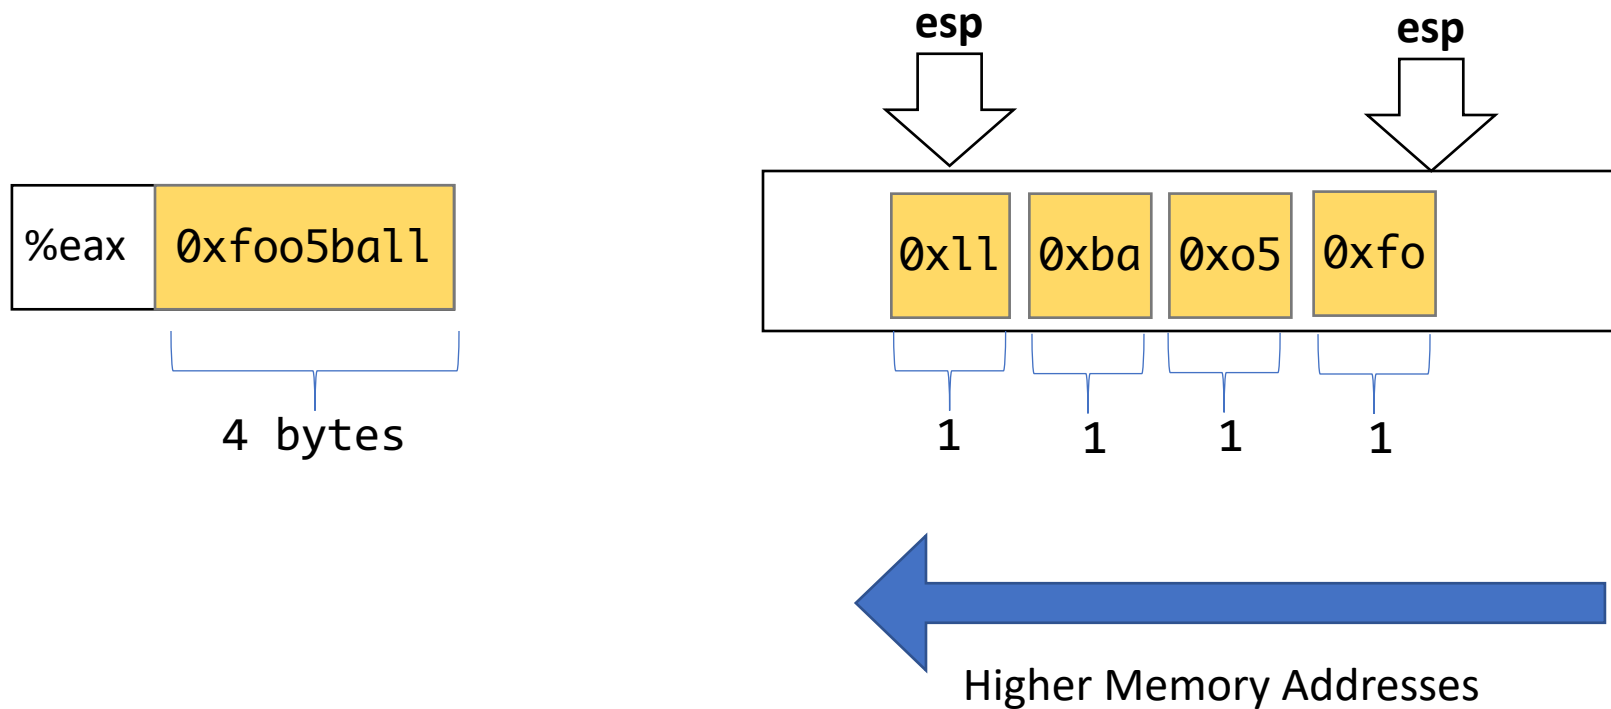 esp
esp
%eax
0xfoo5ball
0xll
0xba
0xo5
0xfo
4 bytes
1
1
1
1
Higher Memory Addresses